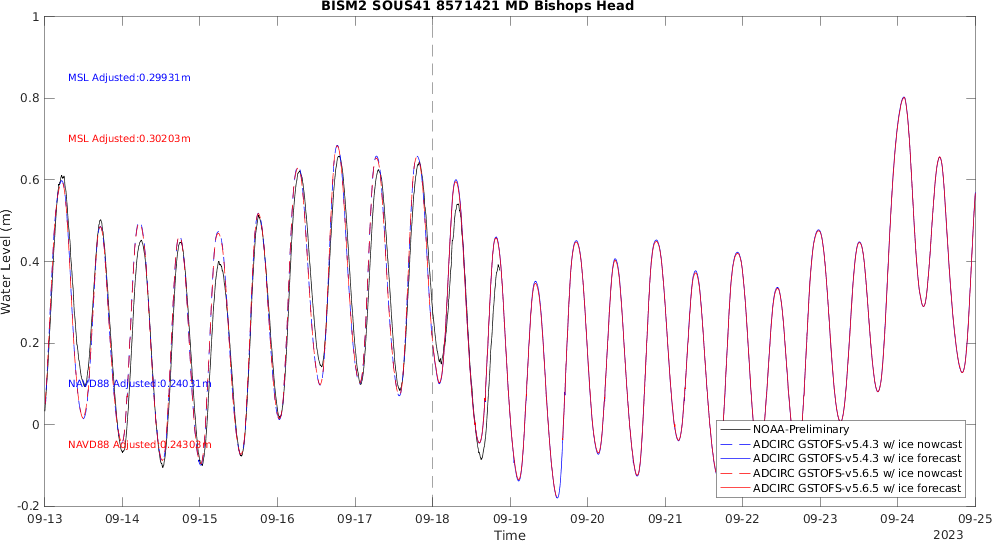 BISM2 SOUS41 8571421 MD Bishops Head
1
0.8
0.6
0.4
0.2
0
-0.2
Water Level (m)
MSL Adjusted:0.29931m
MSL Adjusted:0.30203m
NAVD88 Adjusted:0.24031m
NAVD88 Adjusted:0.24303m
NOAA-Preliminary
ADCIRC GSTOFS-v5.4.3 w/ ice nowcast
ADCIRC GSTOFS-v5.4.3 w/ ice forecast
ADCIRC GSTOFS-v5.6.5 w/ ice nowcast
ADCIRC GSTOFS-v5.6.5 w/ ice forecast
09-13 09-14 09-15 09-16 09-17 09-18 09-19 09-20 09-21 09-22 09-23 09-24 09-25
Time
2023